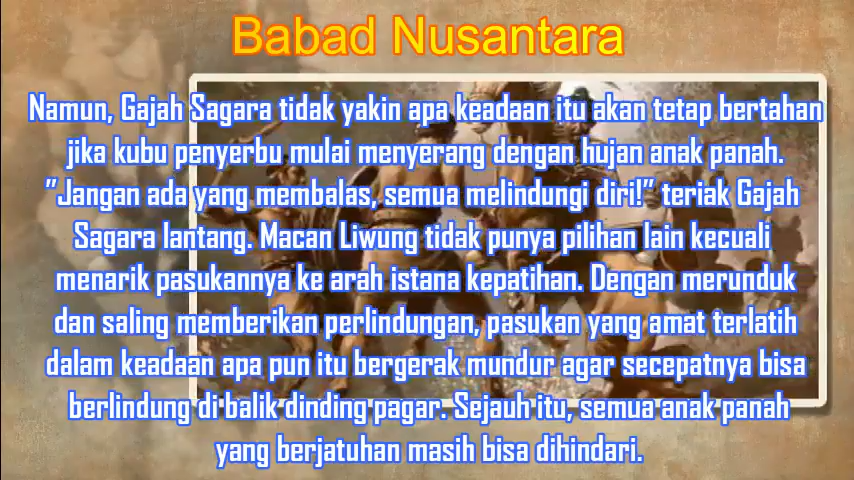 Babad Nusantara
Namun, Gajah Sagara tidak yakin apa keadaan itu akan tetap bertahan
jika kubu penyerbu mulai menyerang dengan hujan anak panah.
"Jangan ada yang membalas, semua melindungi diri!" teriak Gajah
Sagara lantang. Macan Liwung tidak punya pilihan lain kecuali
menarik pasukannya ke arah istana kepatihan. Dengan merunduk
dan saling memberikan perlindungan, pasukan yang amat terlatih
dalam keadaan apa pun itu bergerak mundur agar secepatnya bisa
berlindung di balik dinding pagar. Sejauh itu, semua anak panah
yang berjatuhan masih bisa dihindari.